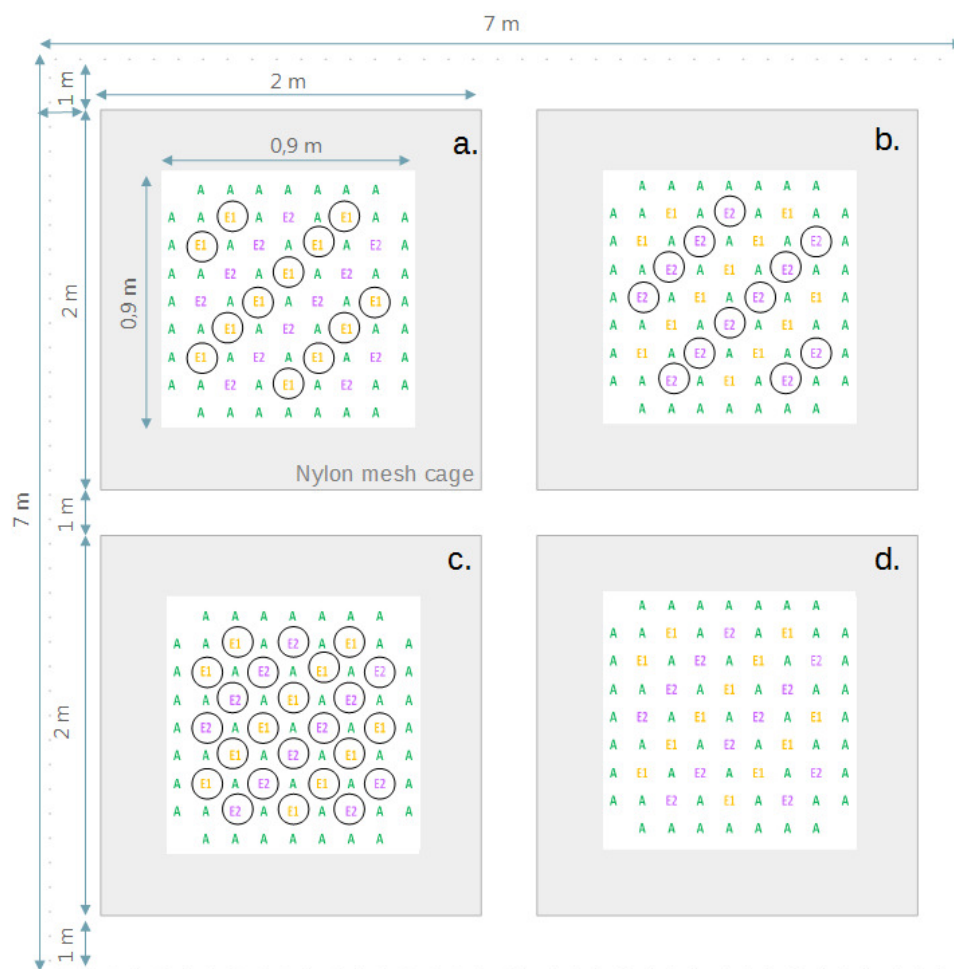 7 m
1 m
2 m
a.
0,9 m
A A A A A A A
A A E1 A E2 A E1 A A
A E1 A E2 A E1 A E2 A
A A E2 A E1 A E2 A A
A E2 A E1 A E2 A E1 A
A A E1 A E2 A E1 A A
A E1 A E2 A E1 A E2 A
A A E2 A E1 A E2 A A
A A A A A A A
0,9 m
2 m
Nylon mesh cage
b.
A A A A A A A
A A E1 A E2 A E1 A A
A E1 A E2 A E1 A E2 A
A A E2 A E1 A E2 A A
A E2 A E1 A E2 A E1 A
A A E1 A E2 A E1 A A
A E1 A E2 A E1 A E2 A
A A E2 A E1 A E2 A A
A A A A A A A
7 m
1 m
c.
A A A A A A A
A A E1 A E2 A E1 A A
A E1 A E2 A E1 A E2 A
A A E2 A E1 A E2 A A
A E2 A E1 A E2 A E1 A
A A E1 A E2 A E1 A A
A E1 A E2 A E1 A E2 A
A A E2 A E1 A E2 A A
A A A A A A A
2 m
d.
A A A A A A A
A A E1 A E2 A E1 A A
A E1 A E2 A E1 A E2 A
A A E2 A E1 A E2 A A
A E2 A E1 A E2 A E1 A
A A E1 A E2 A E1 A A
A E1 A E2 A E1 A E2 A
A A E2 A E1 A E2 A A
A A A A A A A
1 m